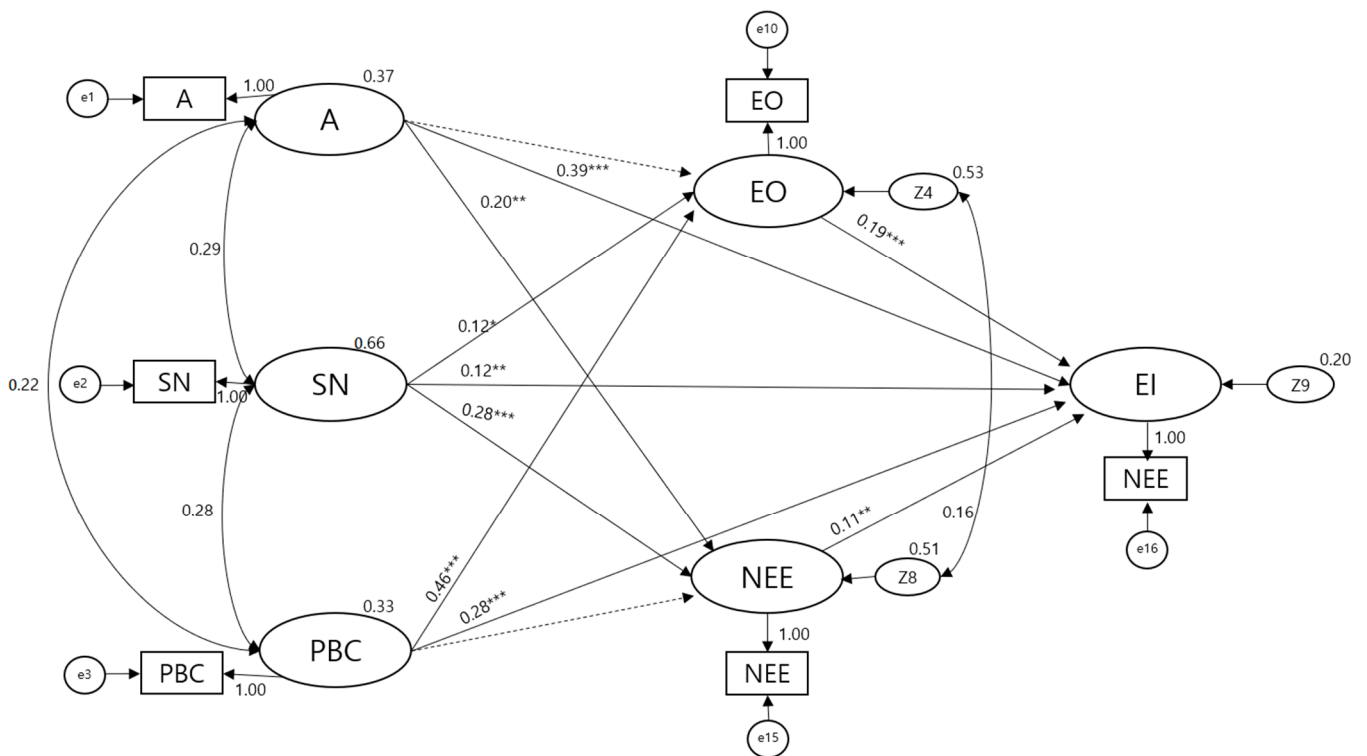 e10
0.37
e1
A
1.00
A
EO
1.00
0.39***
EO
Z4
0.53
0.20**
0.19***
0.29
0.12*
0.66
e2
SN
1.00
SN
0.12**
0.22
EI
Z9
0.20
0.28***
1.00
NEE
e16
0.28
0.11**
0.16
0.51
NEE
Z8
0.46***
0.28***
0.33
PBC
1.00
e3
PBC
1.00
NEE
e15